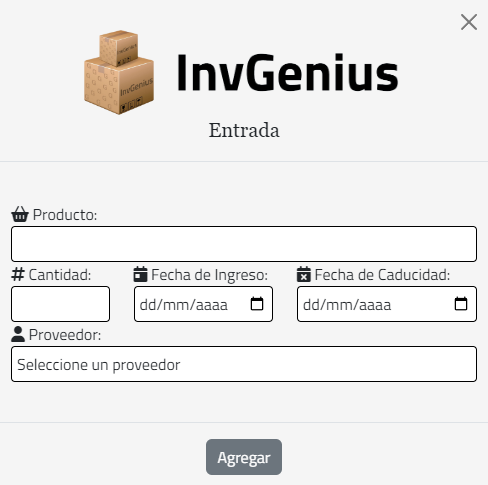 InvGenius
InvGenius
Entrada
Producto:
# Cantidad:
Fecha de Ingreso:
Fecha de Caducidad:
dd/mm/aaaa
dd/mm/aaaa
Proveedor:
Seleccione un proveedor
Agregar